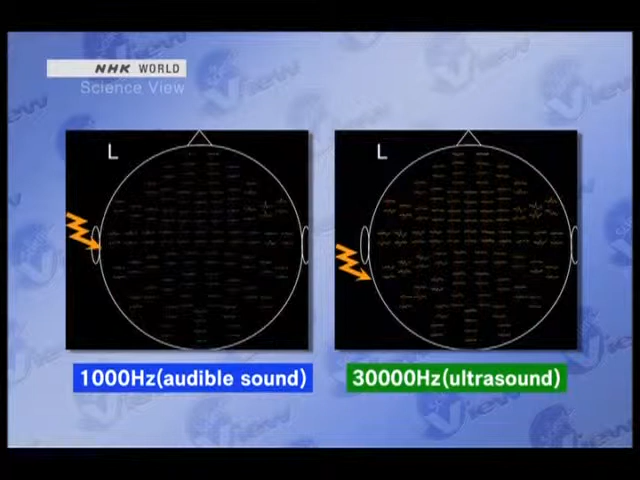 NHK WORLD
Science View
L
L
1000Hz(audible sound)
30000Hz(ultrasound)